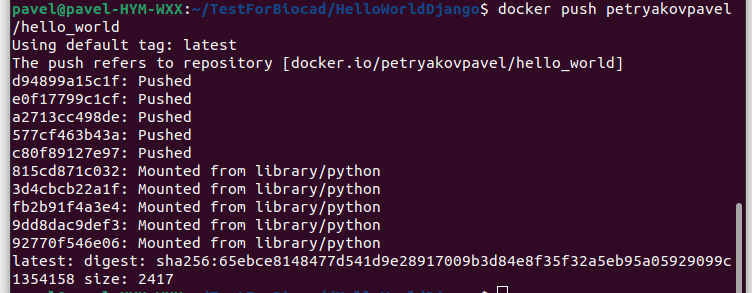 pavel@pavel-HYM-WXX:~/TestForBiocad/HelloWorldDjango$ docker push petryakovpavel
/hello_world
Using default tag: latest
The push refers to repository [docker.io/petryakovpavel/hello_world]
d94899a15c1f: Pushed
e0f17799c1cf: Pushed
a2713cc498de: Pushed
577cf463b43a: Pushed
c80f89127e97: Pushed
815cd871c032: Mounted from library/python
3d4cbcb22a1f: Mounted from library/python
fb2b91f4a3e4: Mounted from library/python
9dd8dac9def3: Mounted from library/python
92770f546e06: Mounted from library/python
latest: digest: sha256:65ebce8148477d541d9e28917009b3d84e8f35f32a5eb95a05929099c
1354158 size: 2417